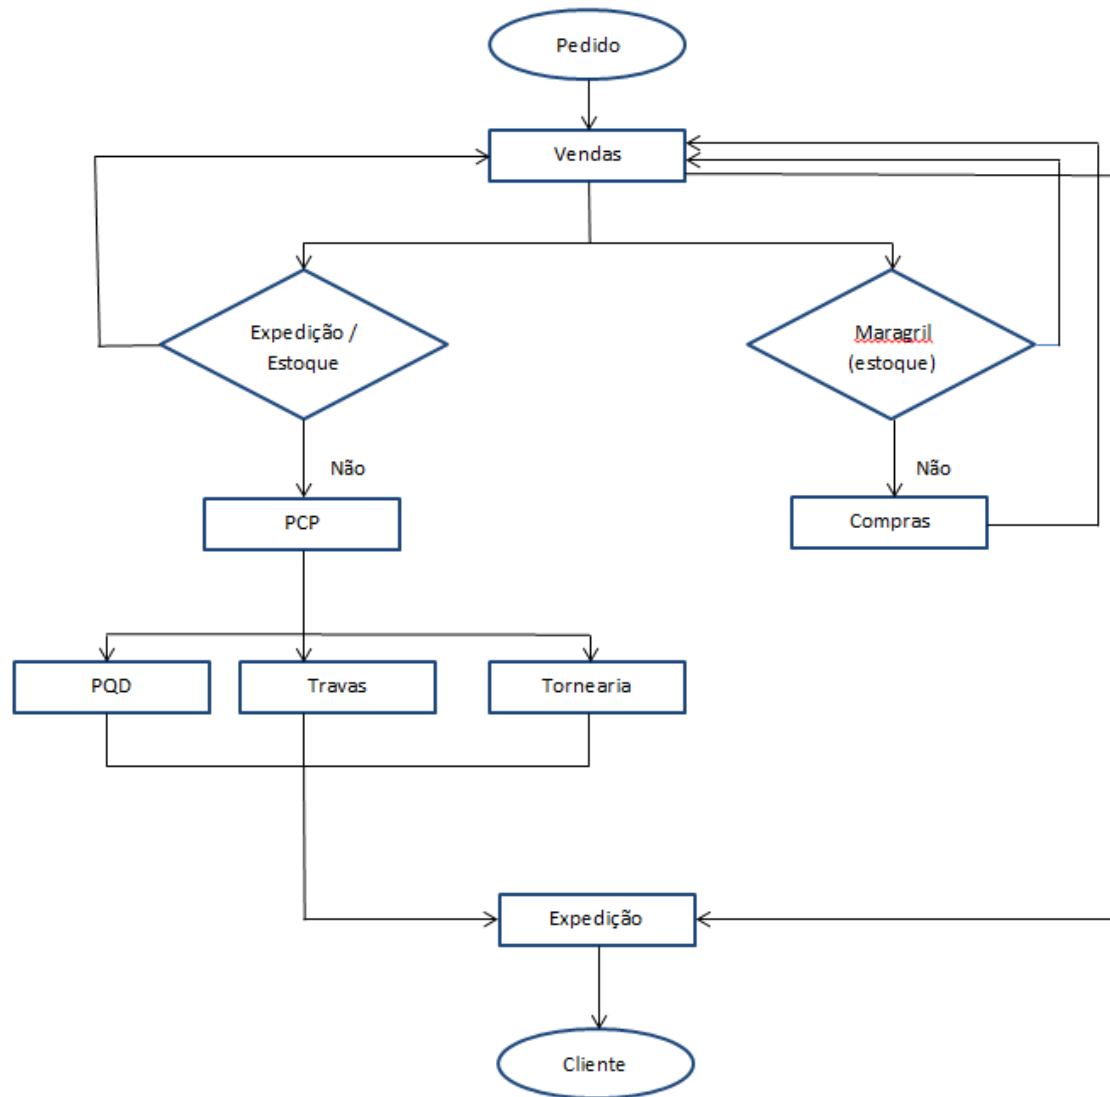 Pedido
Vendas
Expedição /
Estoque
Maragril
(estoque)
Não
Não
PCP
Compras
PQD
Travas
Tornearia
Expedição
Cliente